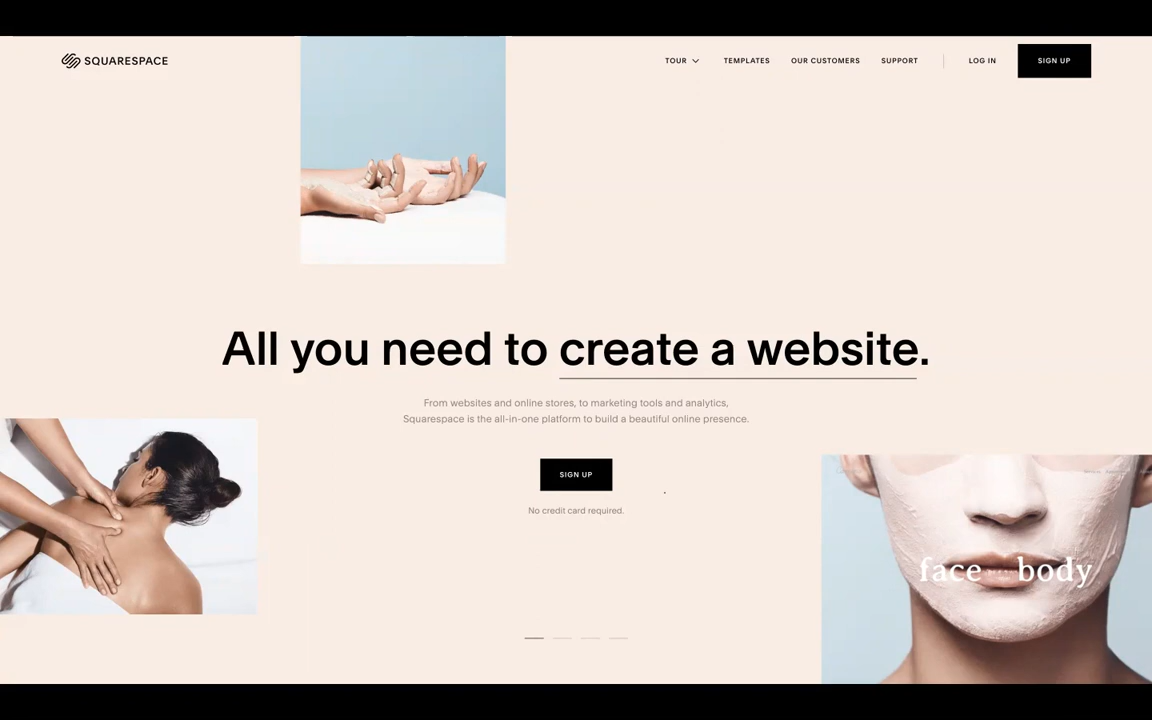 SQUARESPACE
TOUR TEMPLATES OUR CUSTOMERS SUPPORT LOG IN SIGN UP
All you need to create a website.
From websites and online stores, to marketing tools and analytics,
Squarespace is the all-in-one platform to build a beautiful online presence.
SIGN UP
No credit card required.
face body